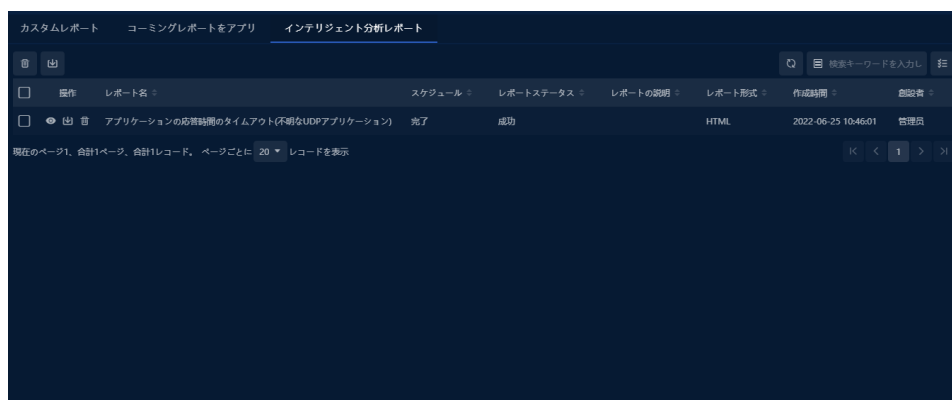 カスタムレポート コーミングレポートをアプリ インテリジェント分析レポート
検索キーワードを入力し
操作 レポート名 スケジュール レポートステータス レポートの説明 レポート形式 作成時間 創設者
アプリケーションの応答時間のタイムアウト(不明なUDPアプリケーション) 完了 成功 HTML 2022-06-25 10:46:01 管理员
現在のページ1、合計1ページ、合計1レコード。 ページごとに 20 レコードを表示 1